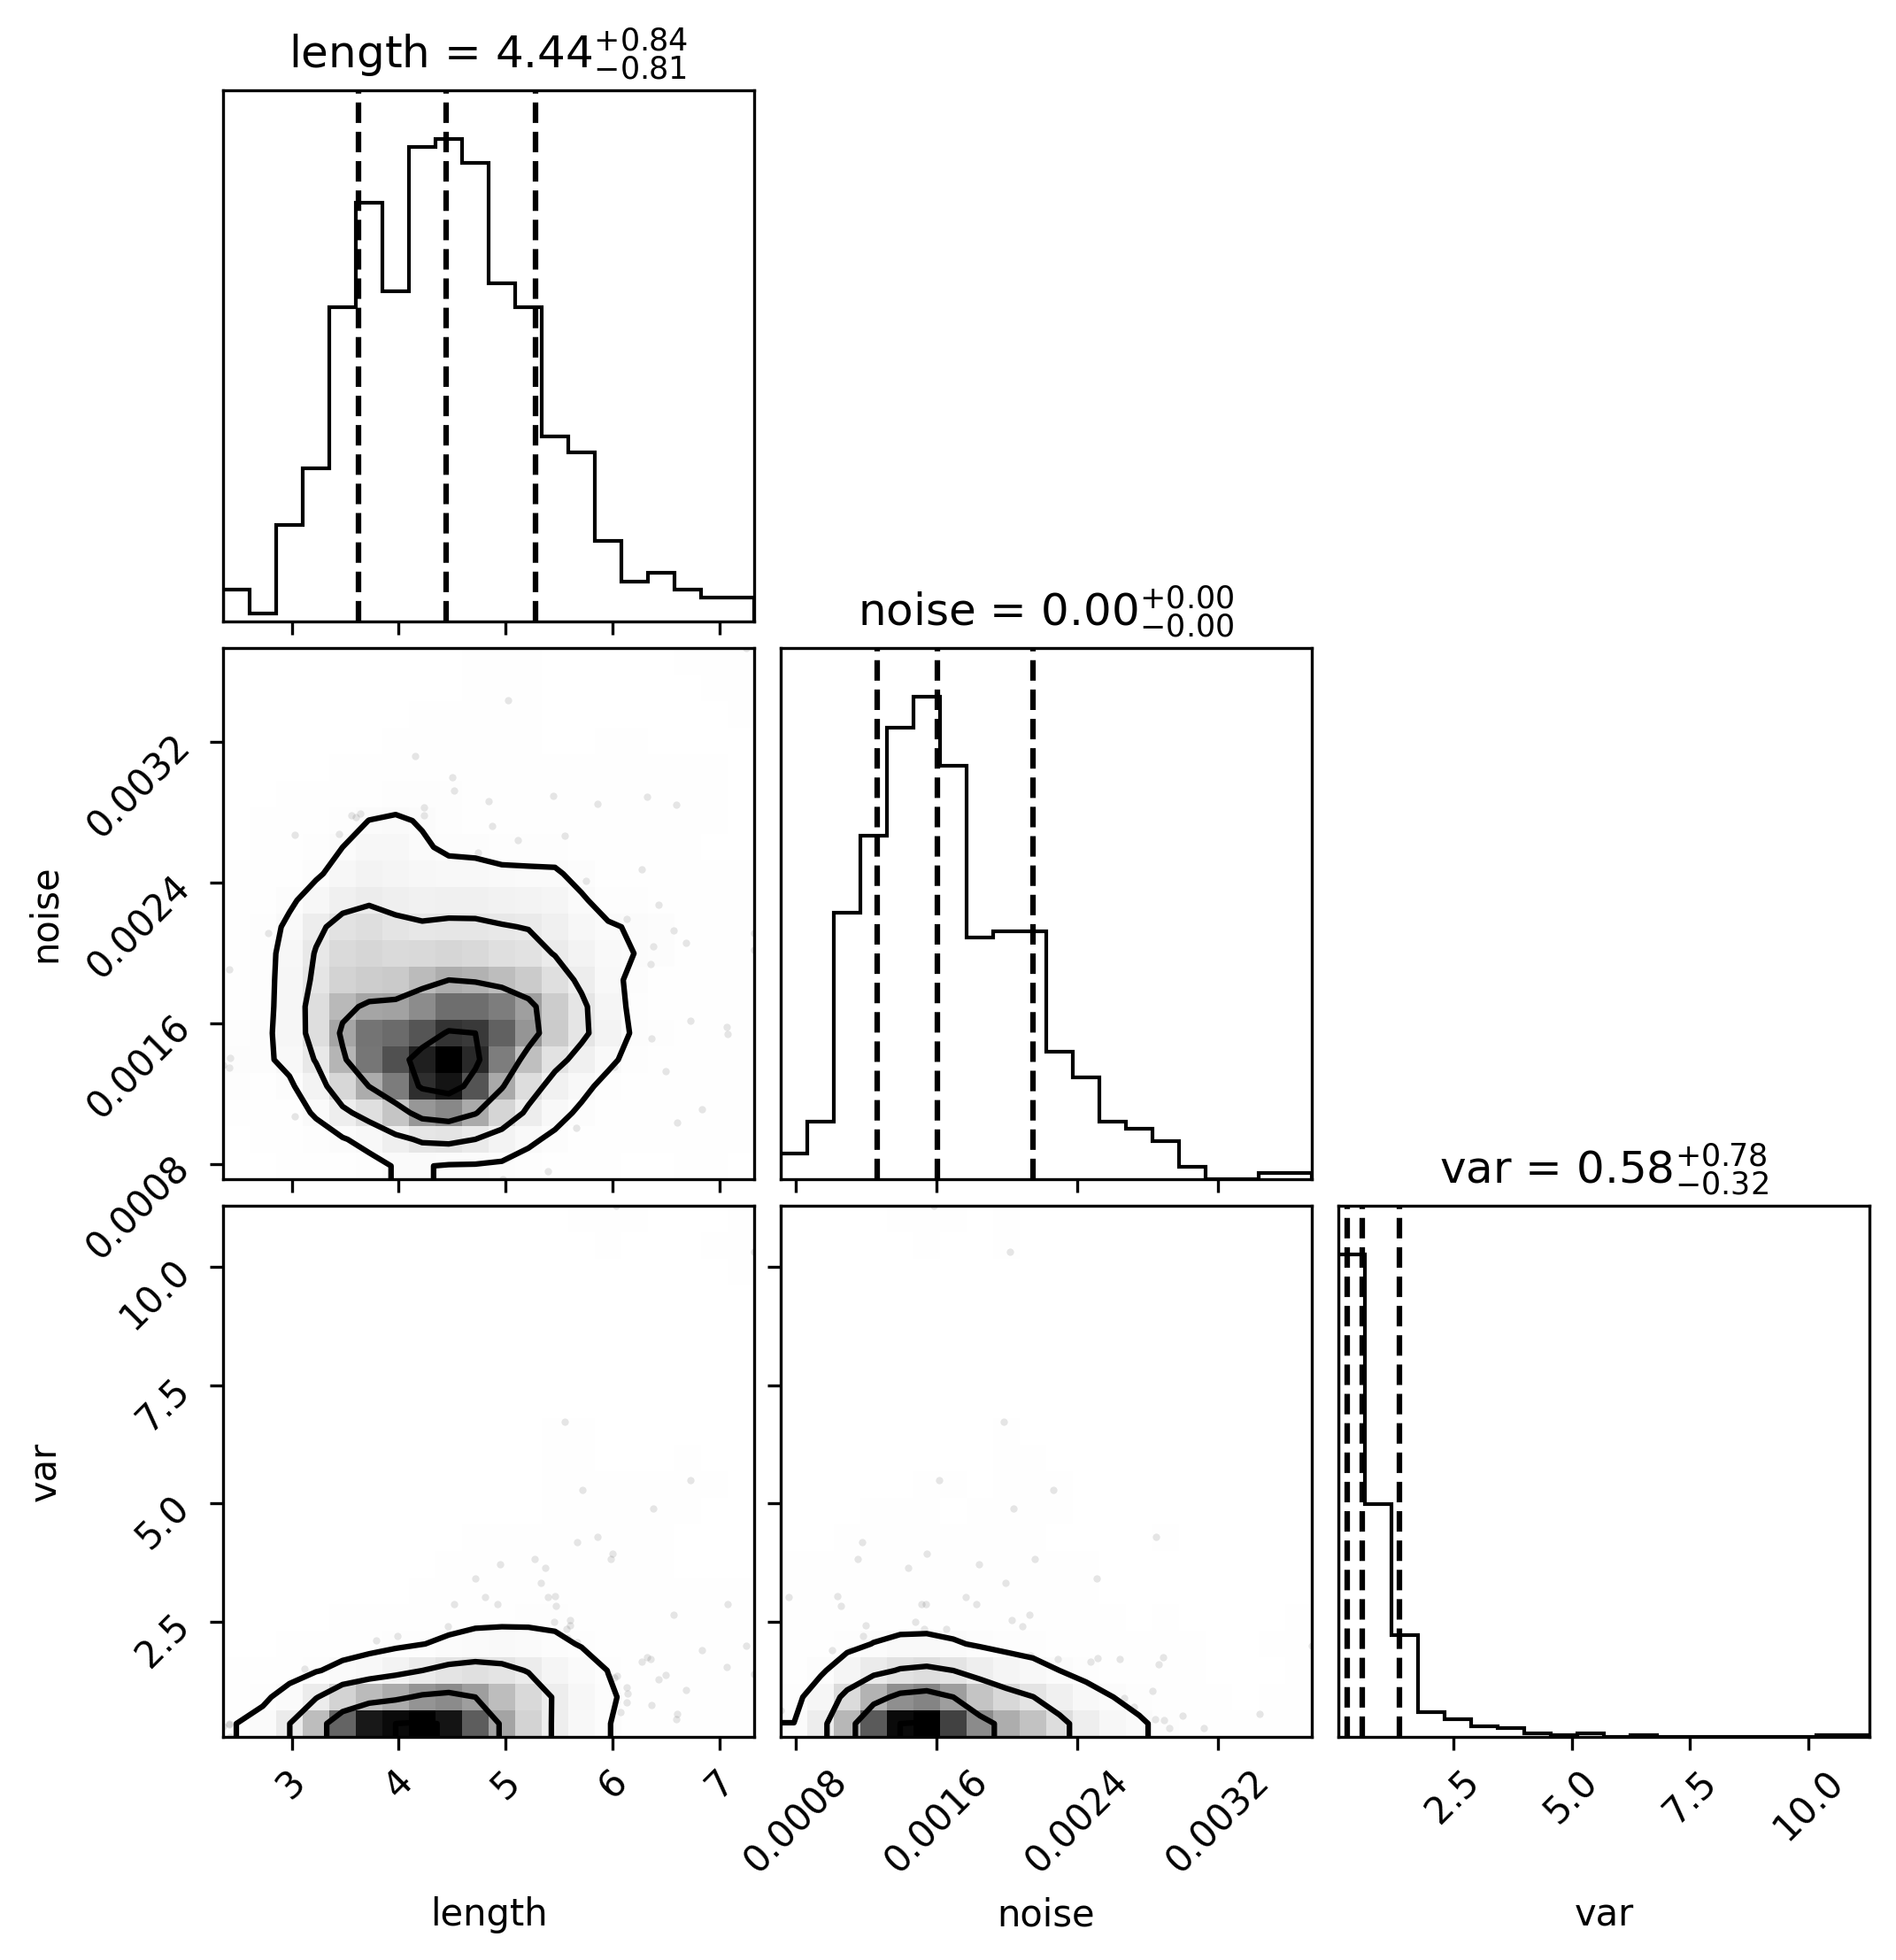 length = 4.44 +0.84 −0.81
noise = 0.00 +0.00 −0.00
0.0032
0.0024
0.0016
0.0008
noise
var = 0.58 +0.78 −0.32
10.0
7.5
5.0
2.5
var
3 4 5 6 7
0.0008 0.0016 0.0024 0.0032
2.5 5.0 7.5 10.0
length
noise
var